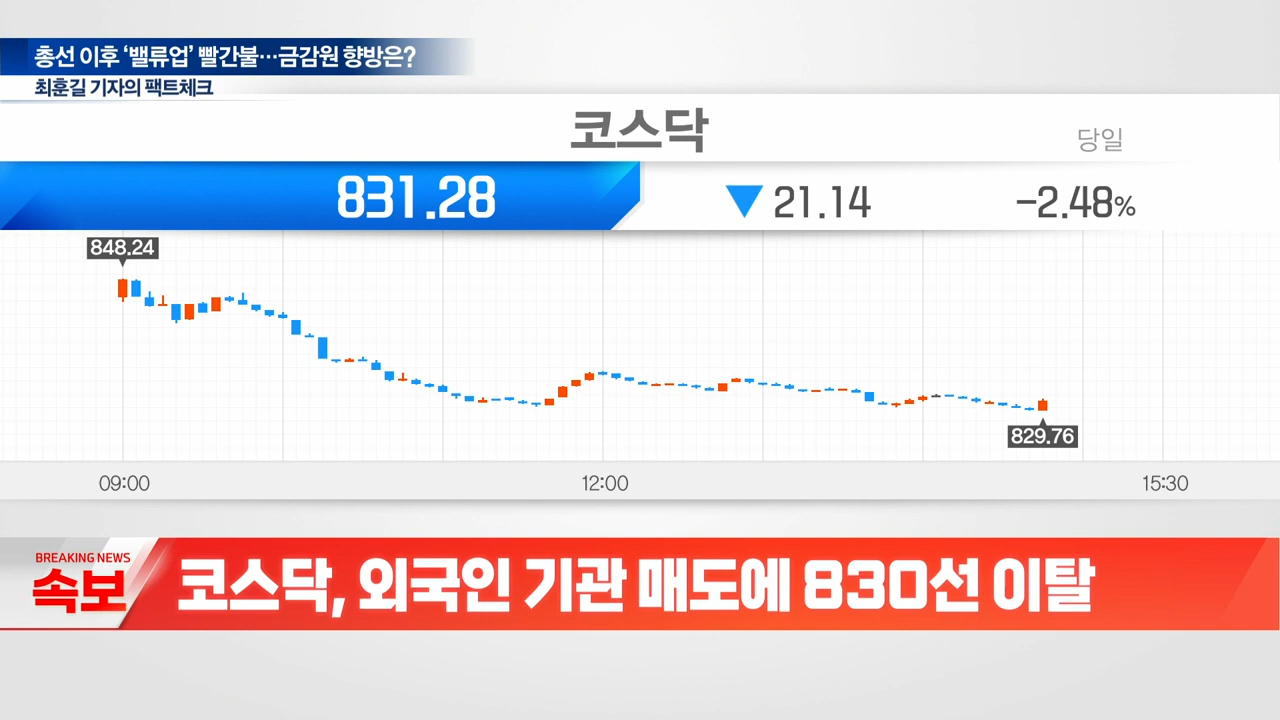 총선 이후 ‘밸류업’ 빨간불…금감원 향방은?
최훈길 기자의 팩트체크
코스닥
당일
831.28 ▼ 21.14 -2.48%
848.24
829.76
09:00 12:00 15:30
BREAKING NEWS
속보
코스닥, 외국인 기관 매도에 830선 이탈